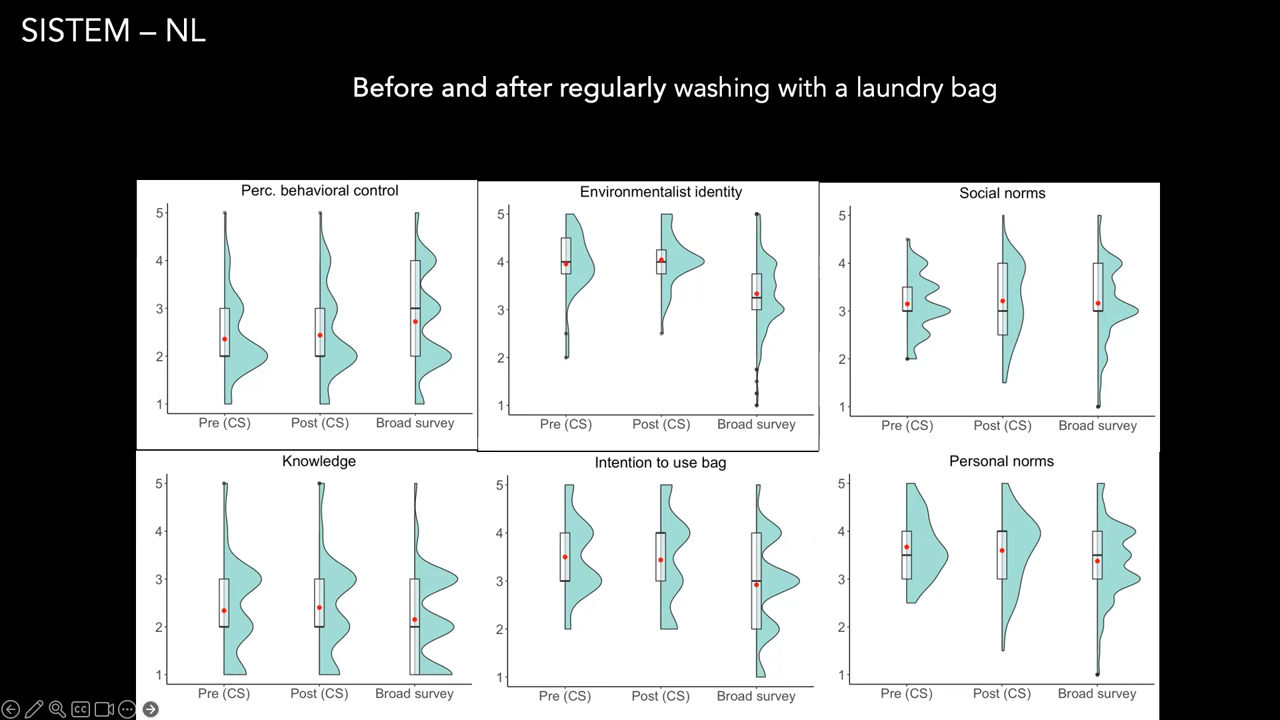 SISTEM – NL
Before and after regularly washing with a laundry bag
Perc. behavioral control
5
4
3
2
1
Pre (CS)
Post (CS)
Broad survey
Environmentalist identity
5
4
3
2
1
Pre (CS)
Post (CS)
Broad survey
Social norms
5
4
3
2
1
Pre (CS)
Post (CS)
Broad survey
Knowledge
5
4
3
2
1
Pre (CS)
Post (CS)
Broad survey
Intention to use bag
5
4
3
2
1
Pre (CS)
Post (CS)
Broad survey
Personal norms
5
4
3
2
1
Pre (CS)
Post (CS)
Broad survey
CC